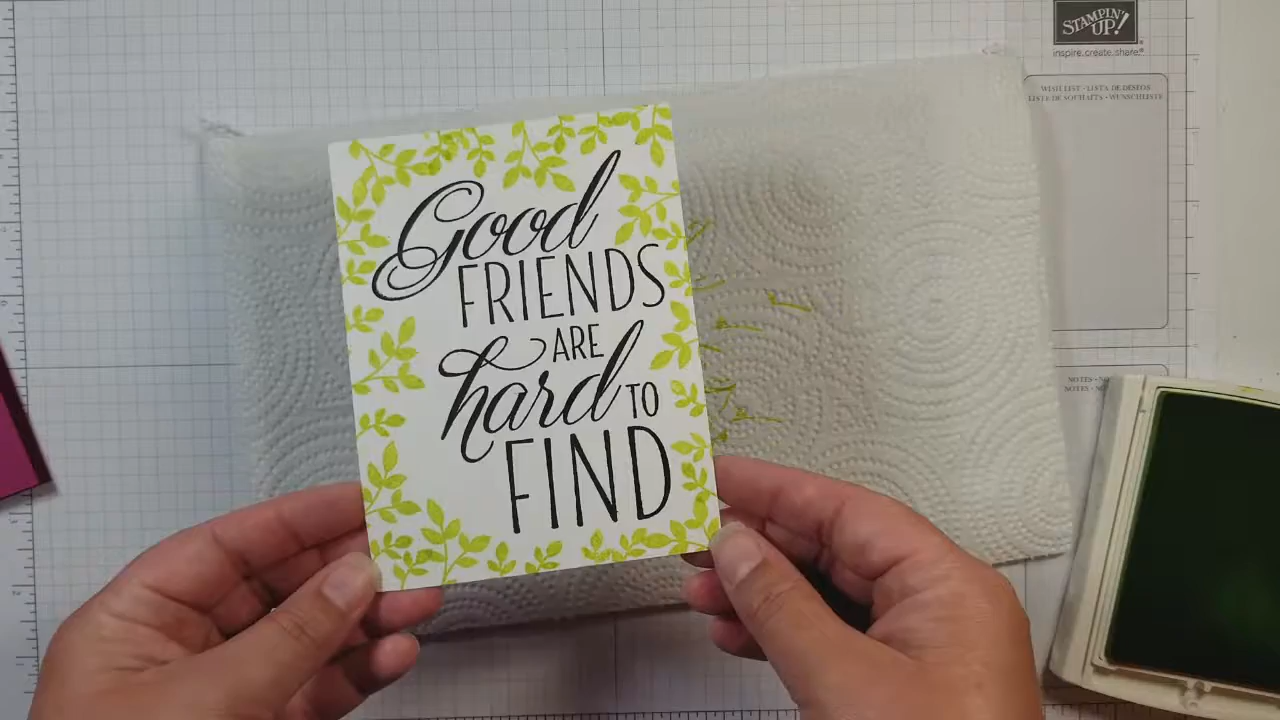 STAMPIN' UP!
inspire.create.share.
WISH LIST • LISTA DE DESEOS
LISTE DE SOUHAITS • WUNSCHLISTE
Good
FRIENDS
ARE
hard TO
FIND
NOTES
NOTES